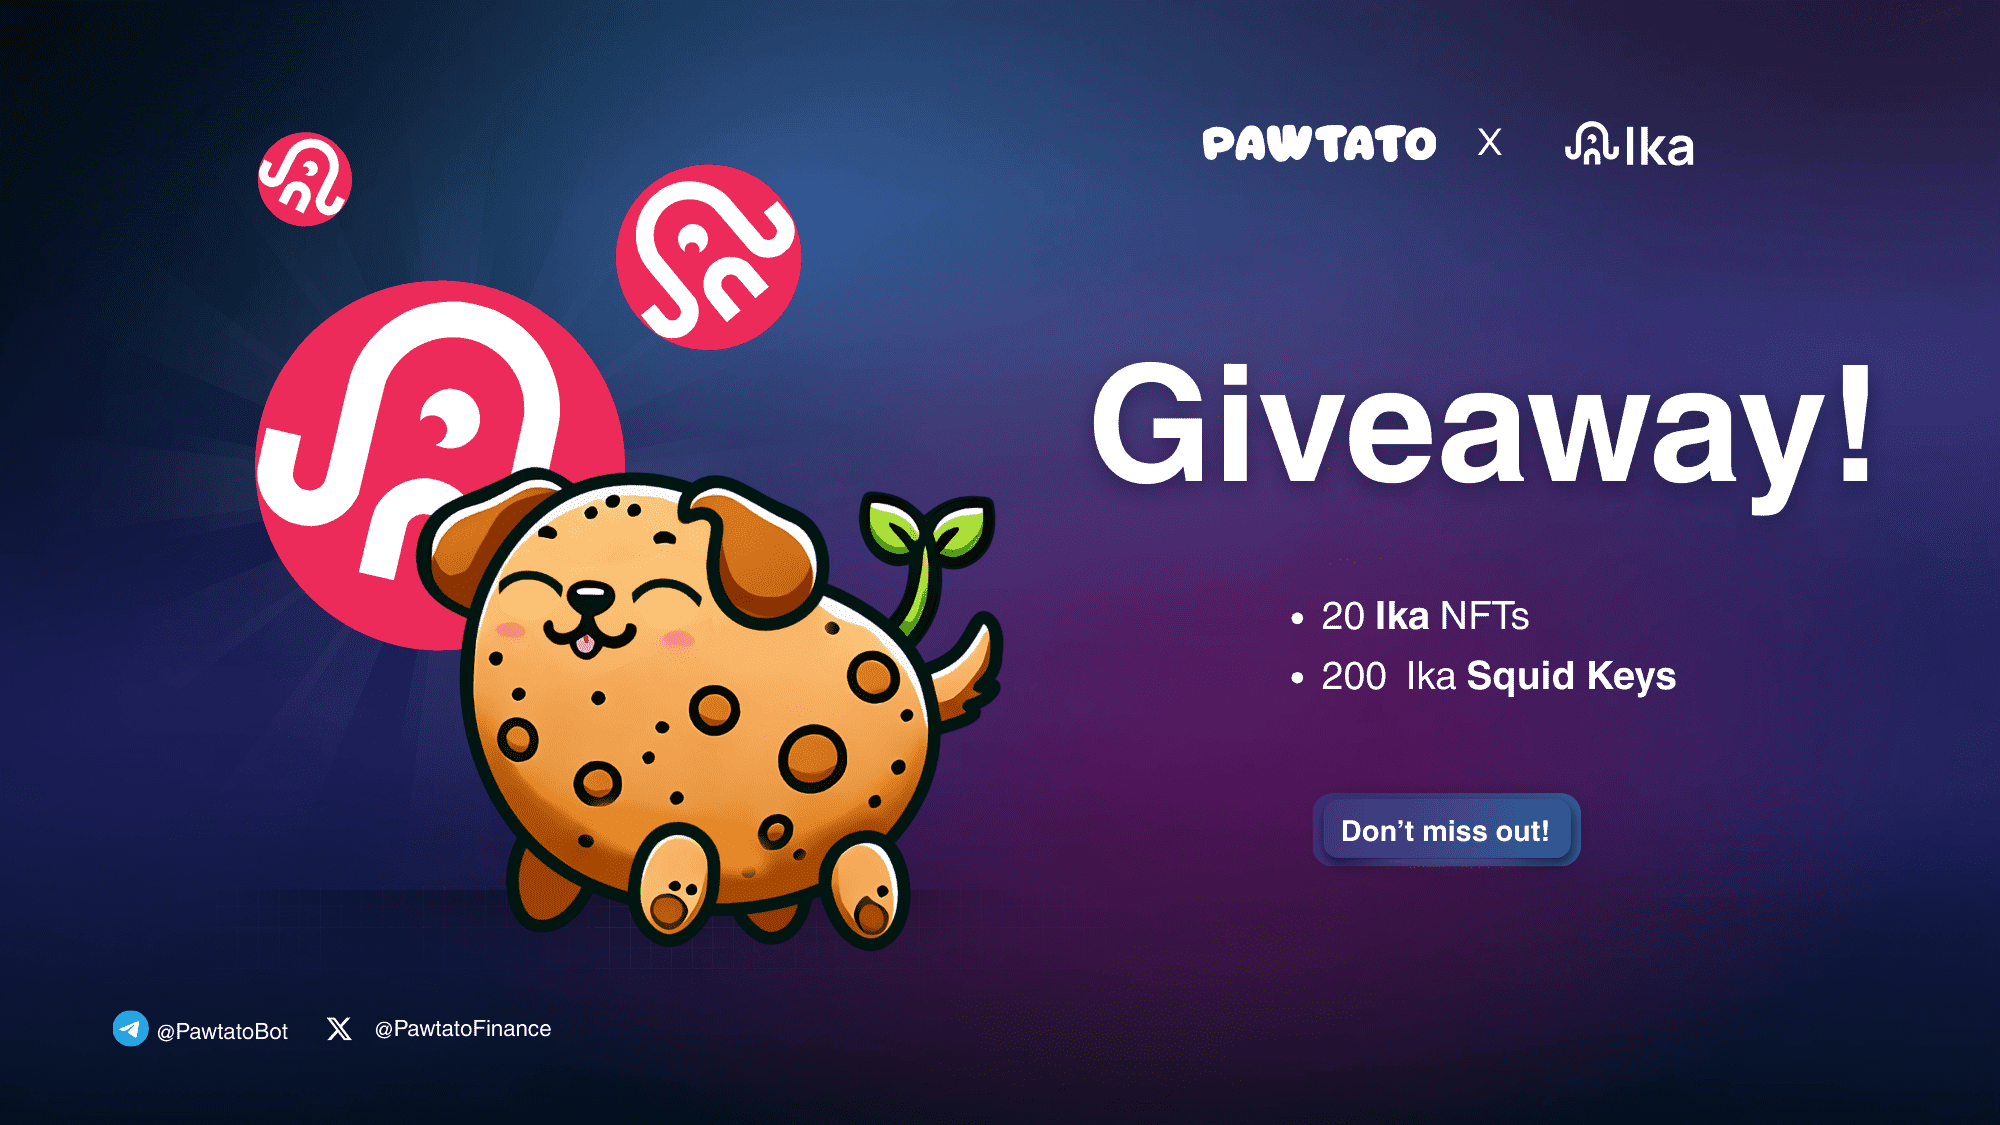 PAWTATO X Ika
Giveaway!
• 20 Ika NFTs
• 200 Ika Squid Keys
Don't miss out!
@PawtatoBot @PawtatoFinance